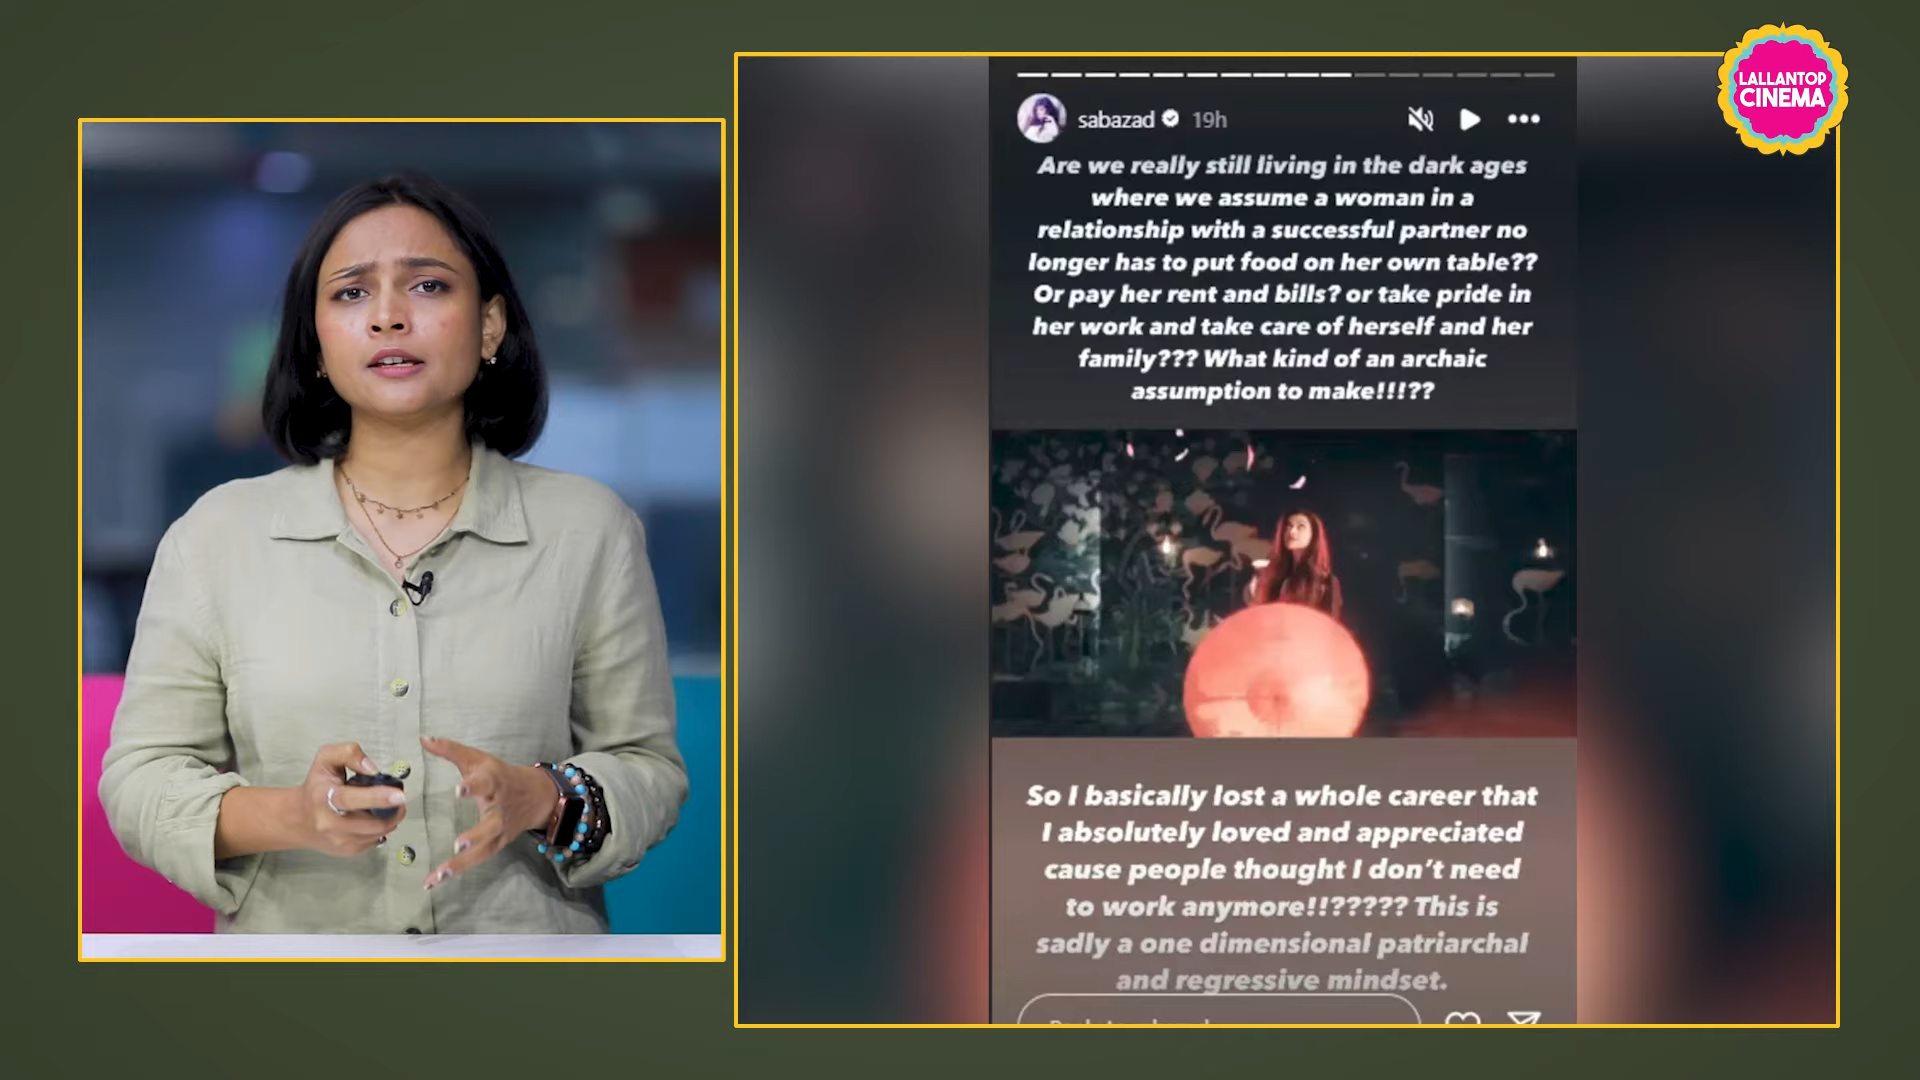 LALLANTOP
CINEMA
sabazad 19h
Are we really still living in the dark ages
where we assume a woman in a
relationship with a successful partner no
longer has to put food on her own table??
Or pay her rent and bills? or take pride in
her work and take care of herself and her
family??? What kind of an archaic
assumption to make!!!??
So I basically lost a whole career that
I absolutely loved and appreciated
cause people thought I don't need
to work anymore!!????? This is
sadly a one dimensional patriarchal
and regressive mindset.